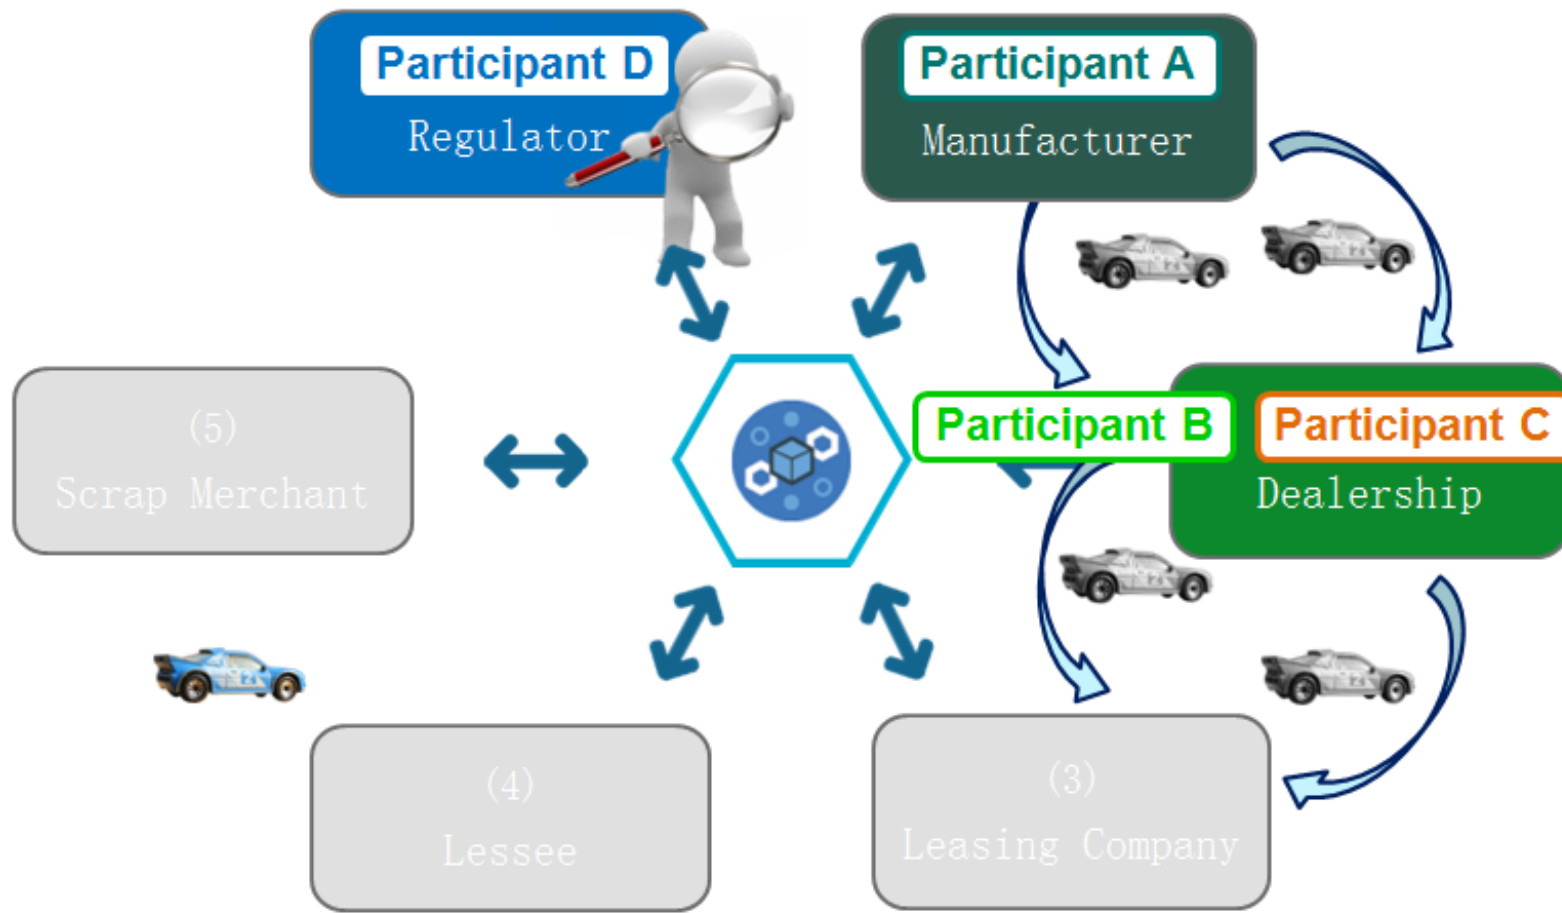 Participant D
Regulator
Participant A
Manufacturer
(5)
Scrap Merchant
Participant B
Participant C
Dealership
(4)
Lessee
(3)
Leasing Company